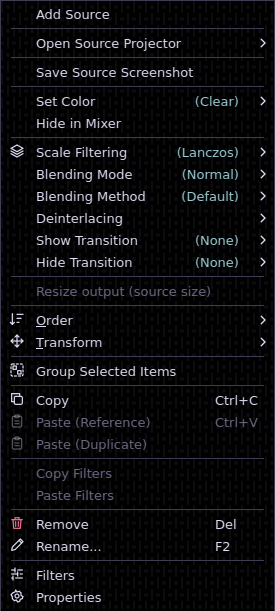 Add Source
Open Source Projector
Save Source Screenshot
Set Color (Clear)
Hide in Mixer
Scale Filtering (Lanczos)
Blending Mode (Normal)
Blending Method (Default)
Deinterlacing
Show Transition (None)
Hide Transition (None)
Resize output (source size)
Order
Transform
Group Selected Items
Copy Ctrl+C
Paste (Reference) Ctrl+V
Paste (Duplicate)
Copy Filters
Paste Filters
Remove Del
Rename... F2
Filters
Properties